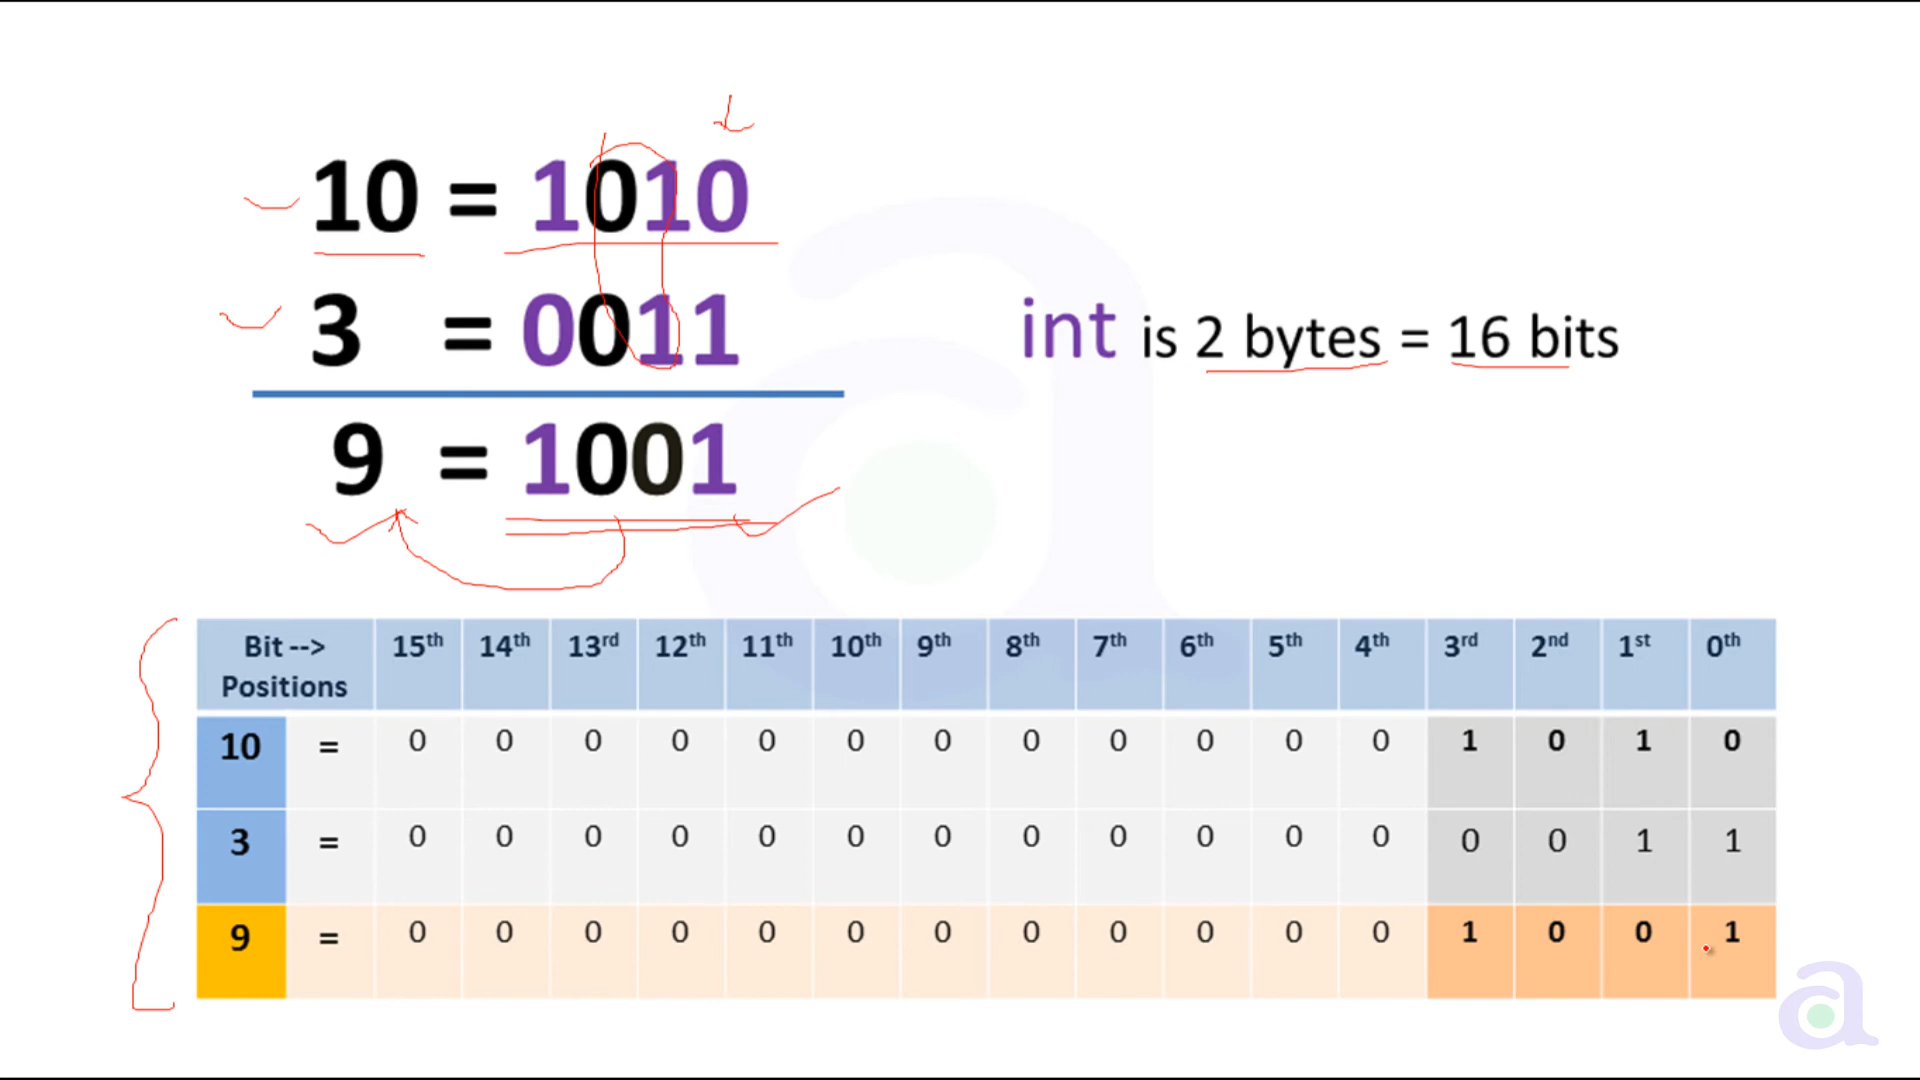 10 = 1010
3 = 0011
int is 2 bytes = 16 bits
9 = 1001
Bit --> Positions 15th 14th 13rd 12th 11th 10th 9th 8th 7th 6th 5th 4th 3rd 2nd 1st 0th
10 = 0 0 0 0 0 0 0 0 0 0 0 0 1 0 1 0
3 = 0 0 0 0 0 0 0 0 0 0 0 0 0 0 1 1
9 = 0 0 0 0 0 0 0 0 0 0 0 0 1 0 0 1
a